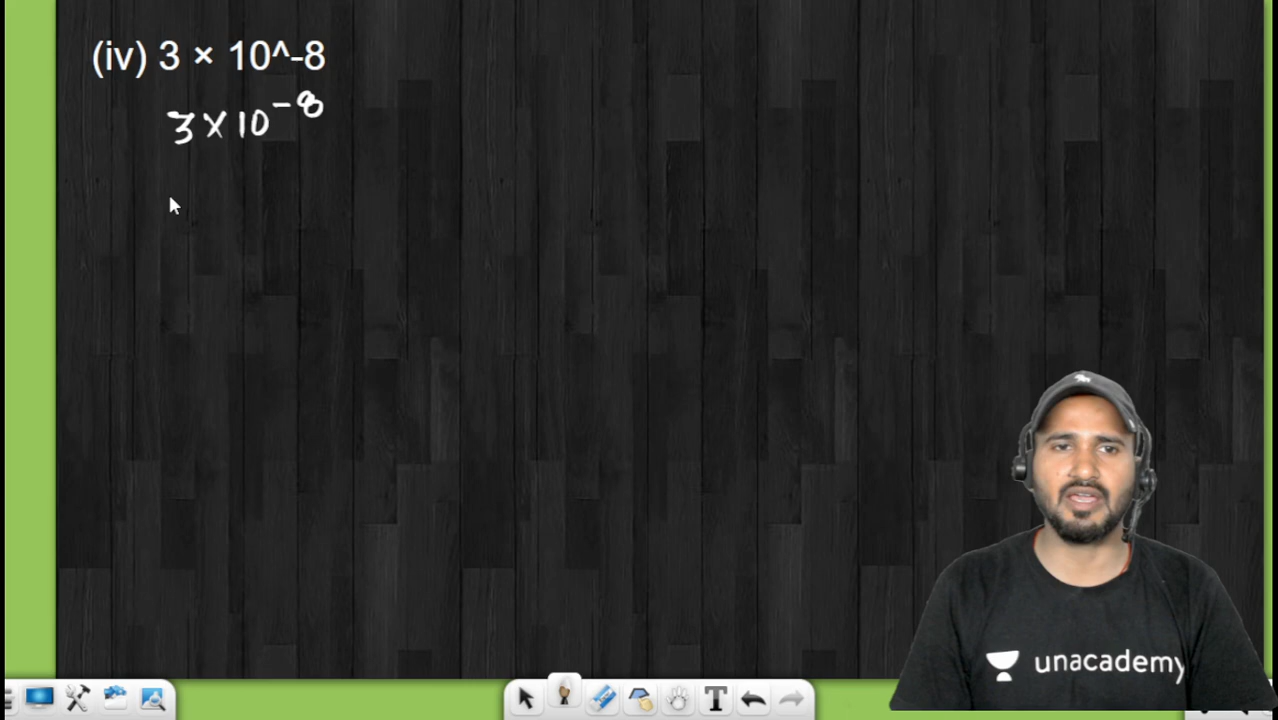 (iv) 3 × 10^-8
3 × 10⁻⁸
unacademy
T